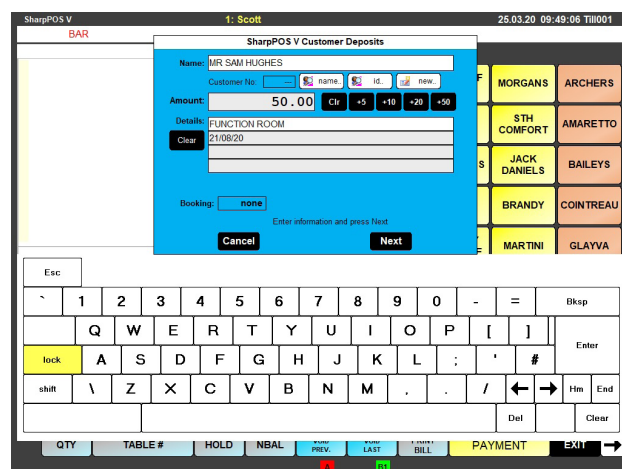 SharpPOS V 1: Scott 25.03.20 09:49:06 Till001
BAR
SharpPOS V Customer Deposits
Name: MR SAM HUGHES
Customer No: --- name.. id.. new..
Amount: 50.00 Clr +5 +10 +20 +50
Details: FUNCTION ROOM
Clear 21/08/20
Booking: none
Enter information and press Next
Cancel Next
F MORGANS ARCHERS
STH COMFORT AMARETTO
S JACK DANIELS BAILEYS
BRANDY COINTREAU
MARTINI GLAYVA
Esc
` 1 2 3 4 5 6 7 8 9 0 - = Bksp
Q W E R T Y U I O P [ ] Enter
lock A S D F G H J K L ; ' #
shift \ Z X C V B N M , . / ← → Hm End
Del Clear
QTY TABLE # HOLD NBAL VOID PREV. VOID LAST PRINT BILL PAYMENT EXIT →
A B1